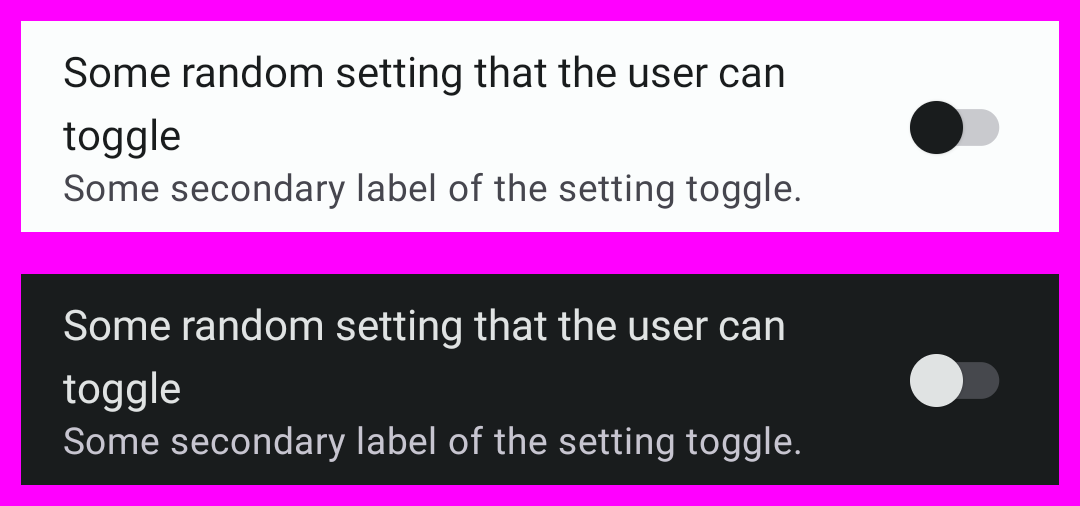 Some random setting that the user can
toggle
Some secondary label of the setting toggle.
Some random setting that the user can
toggle
Some secondary label of the setting toggle.